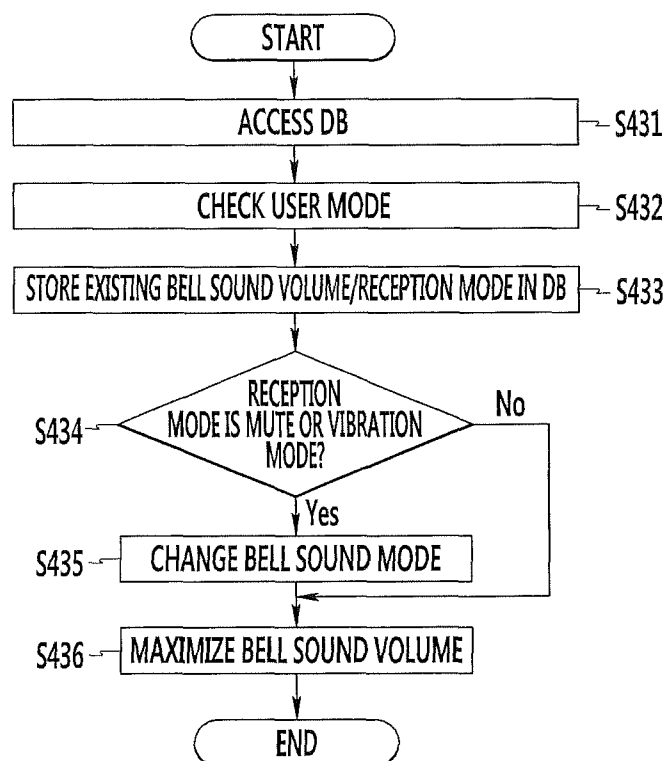 START
ACCESS DB
S431
CHECK USER MODE
S432
STORE EXISTING BELL SOUND VOLUME/RECEPTION MODE IN DB
S433
RECEPTION
MODE IS MUTE OR VIBRATION
MODE?
S434
No
Yes
S435
CHANGE BELL SOUND MODE
S436
MAXIMIZE BELL SOUND VOLUME
END